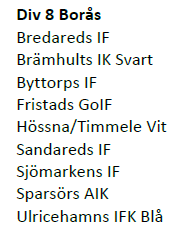 Div 8 Borås
Bredareds IF
Brämhults IK Svart
Byttorps IF
Fristads GoIF
Hössna/Timmele Vit
Sandareds IF
Sjömarkens IF
Sparsörs AIK
Ulricehamns IFK Blå